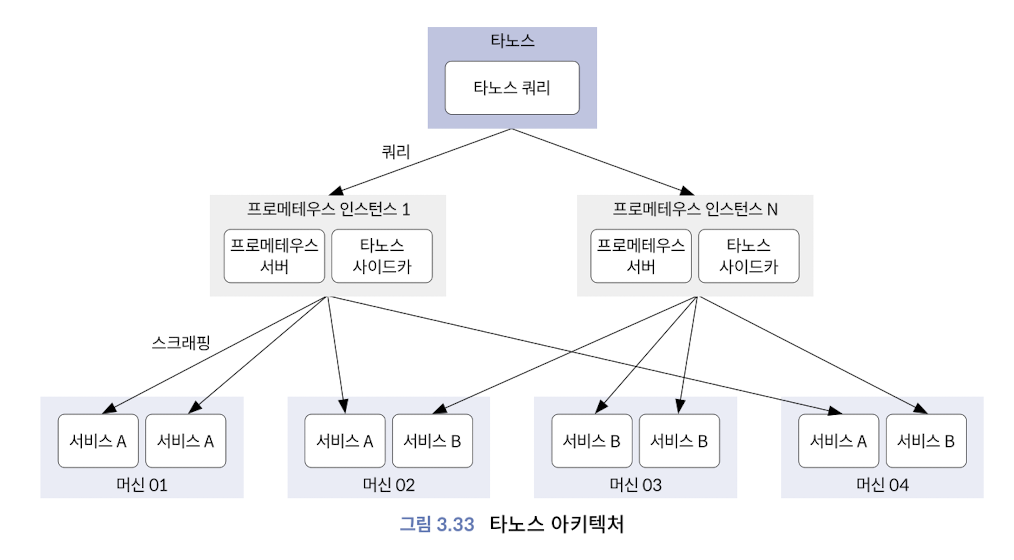 타노스
타노스 쿼리
쿼리
프로메테우스 인스턴스 1
프로메테우스
서버
타노스
사이드카
프로메테우스 인스턴스 N
프로메테우스
서버
타노스
사이드카
스크래핑
서비스 A
서비스 A
머신 01
서비스 A
서비스 B
머신 02
서비스 B
서비스 B
머신 03
서비스 A
서비스 B
머신 04
그림 3.33 타노스 아키텍처